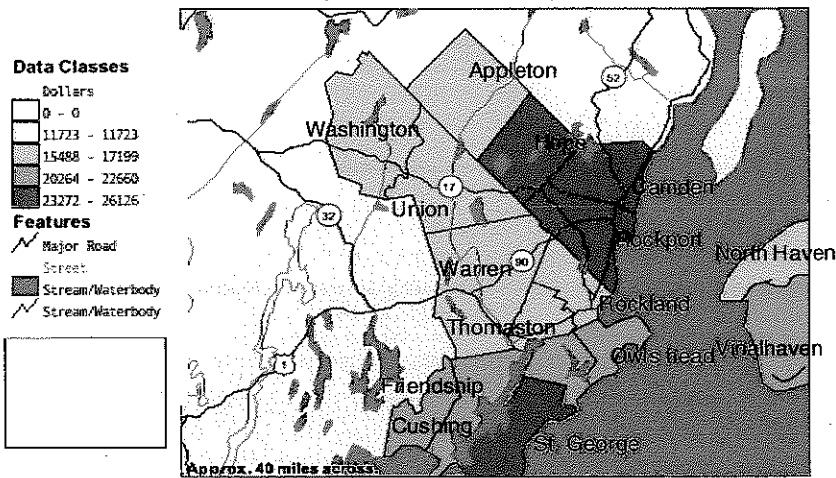 Data Classes
Dollars
0 - 0
11723 - 11723
15488 - 17199
20264 - 22660
23272 - 26126
Features
Major Road
Street
Stream/Waterbody
Stream/Waterbody
Appleton
52
Washington
Hope
Camden
17
Union
32
Rockport
North Haven
90
Warren
Rockland
Thomaston
Owls head
Vinalhaven
1
Friendship
Cushing
St. George
Approx. 40 miles across.